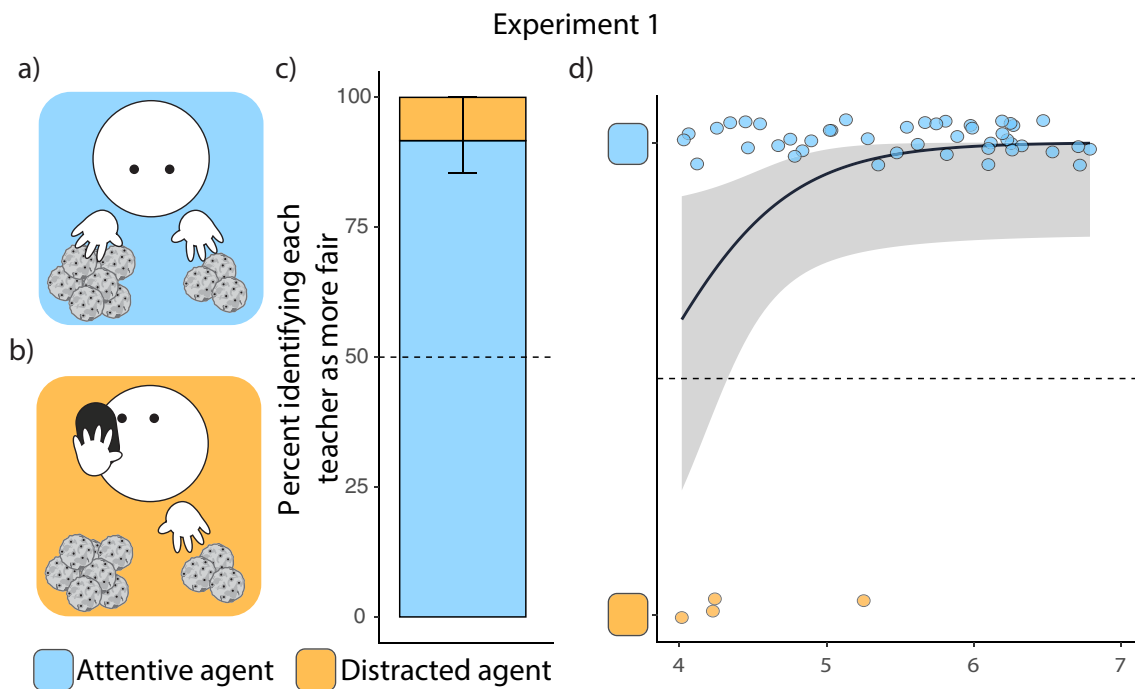 Experiment 1
a)
b)
c)
Percent identifying each
teacher as more fair
100
75
50
25
0
d)
4
5
6
7
Attentive agent
Distracted agent